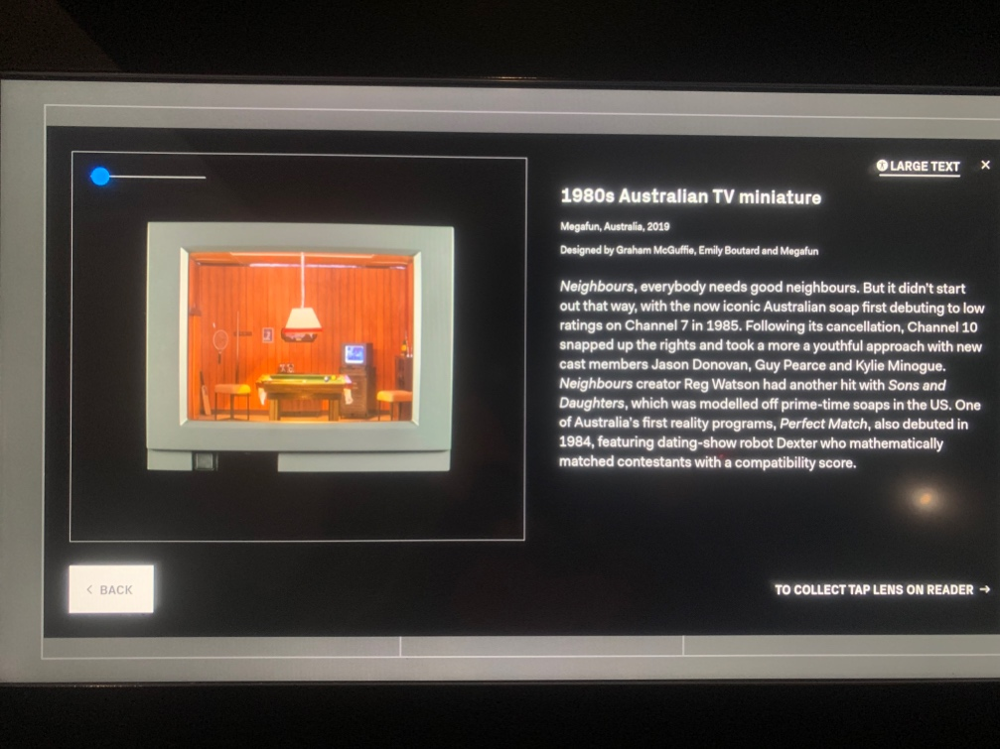 LARGE TEXT ×
1980s Australian TV miniature
Megafun, Australia, 2019
Designed by Graham McGuffie, Emily Boutard and Megafun
Neighbours, everybody needs good neighbours. But it didn't start
out that way, with the now iconic Australian soap first debuting to low
ratings on Channel 7 in 1985. Following its cancellation, Channel 10
snapped up the rights and took a more a youthful approach with new
cast members Jason Donovan, Guy Pearce and Kylie Minogue.
Neighbours creator Reg Watson had another hit with Sons and
Daughters, which was modelled off prime-time soaps in the US. One
of Australia's first reality programs, Perfect Match, also debuted in
1984, featuring dating-show robot Dexter who mathematically
matched contestants with a compatibility score.
< BACK
TO COLLECT TAP LENS ON READER →